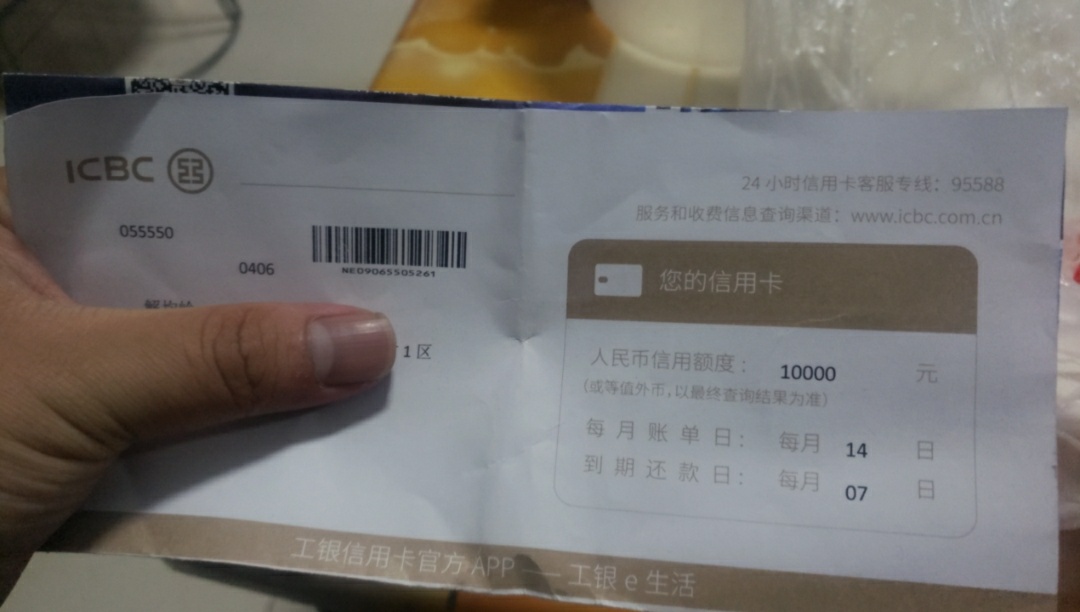 ICBC
055550
0406
NE09065505261
1区
24小时信用卡客服专线：95588
服务和收费信息查询渠道：www.icbc.com.cn
您的信用卡
人民币信用额度： 10000 元
（或等值外币，以最终查询结果为准）
每月账单日： 每月 14 日
到期还款日： 每月 07 日
工银信用卡官方APP —— 工银e生活